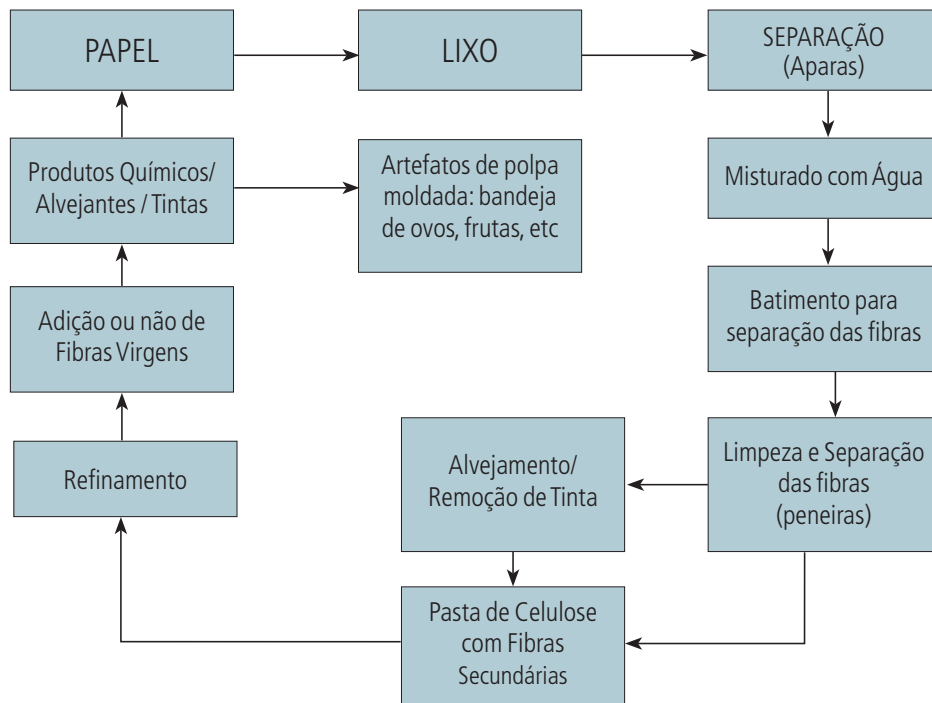 PAPEL
LIXO
SEPARAÇÃO
(Aparas)
Produtos Químicos/
Alvejantes / Tintas
Artefatos de polpa
moldada: bandeja
de ovos, frutas, etc
Misturado com Água
Adição ou não de
Fibras Virgens
Batimento para
separação das fibras
Refinamento
Alvejamento/
Remoção de Tinta
Limpeza e Separação
das fibras
(peneiras)
Pasta de Celulose
com Fibras
Secundárias